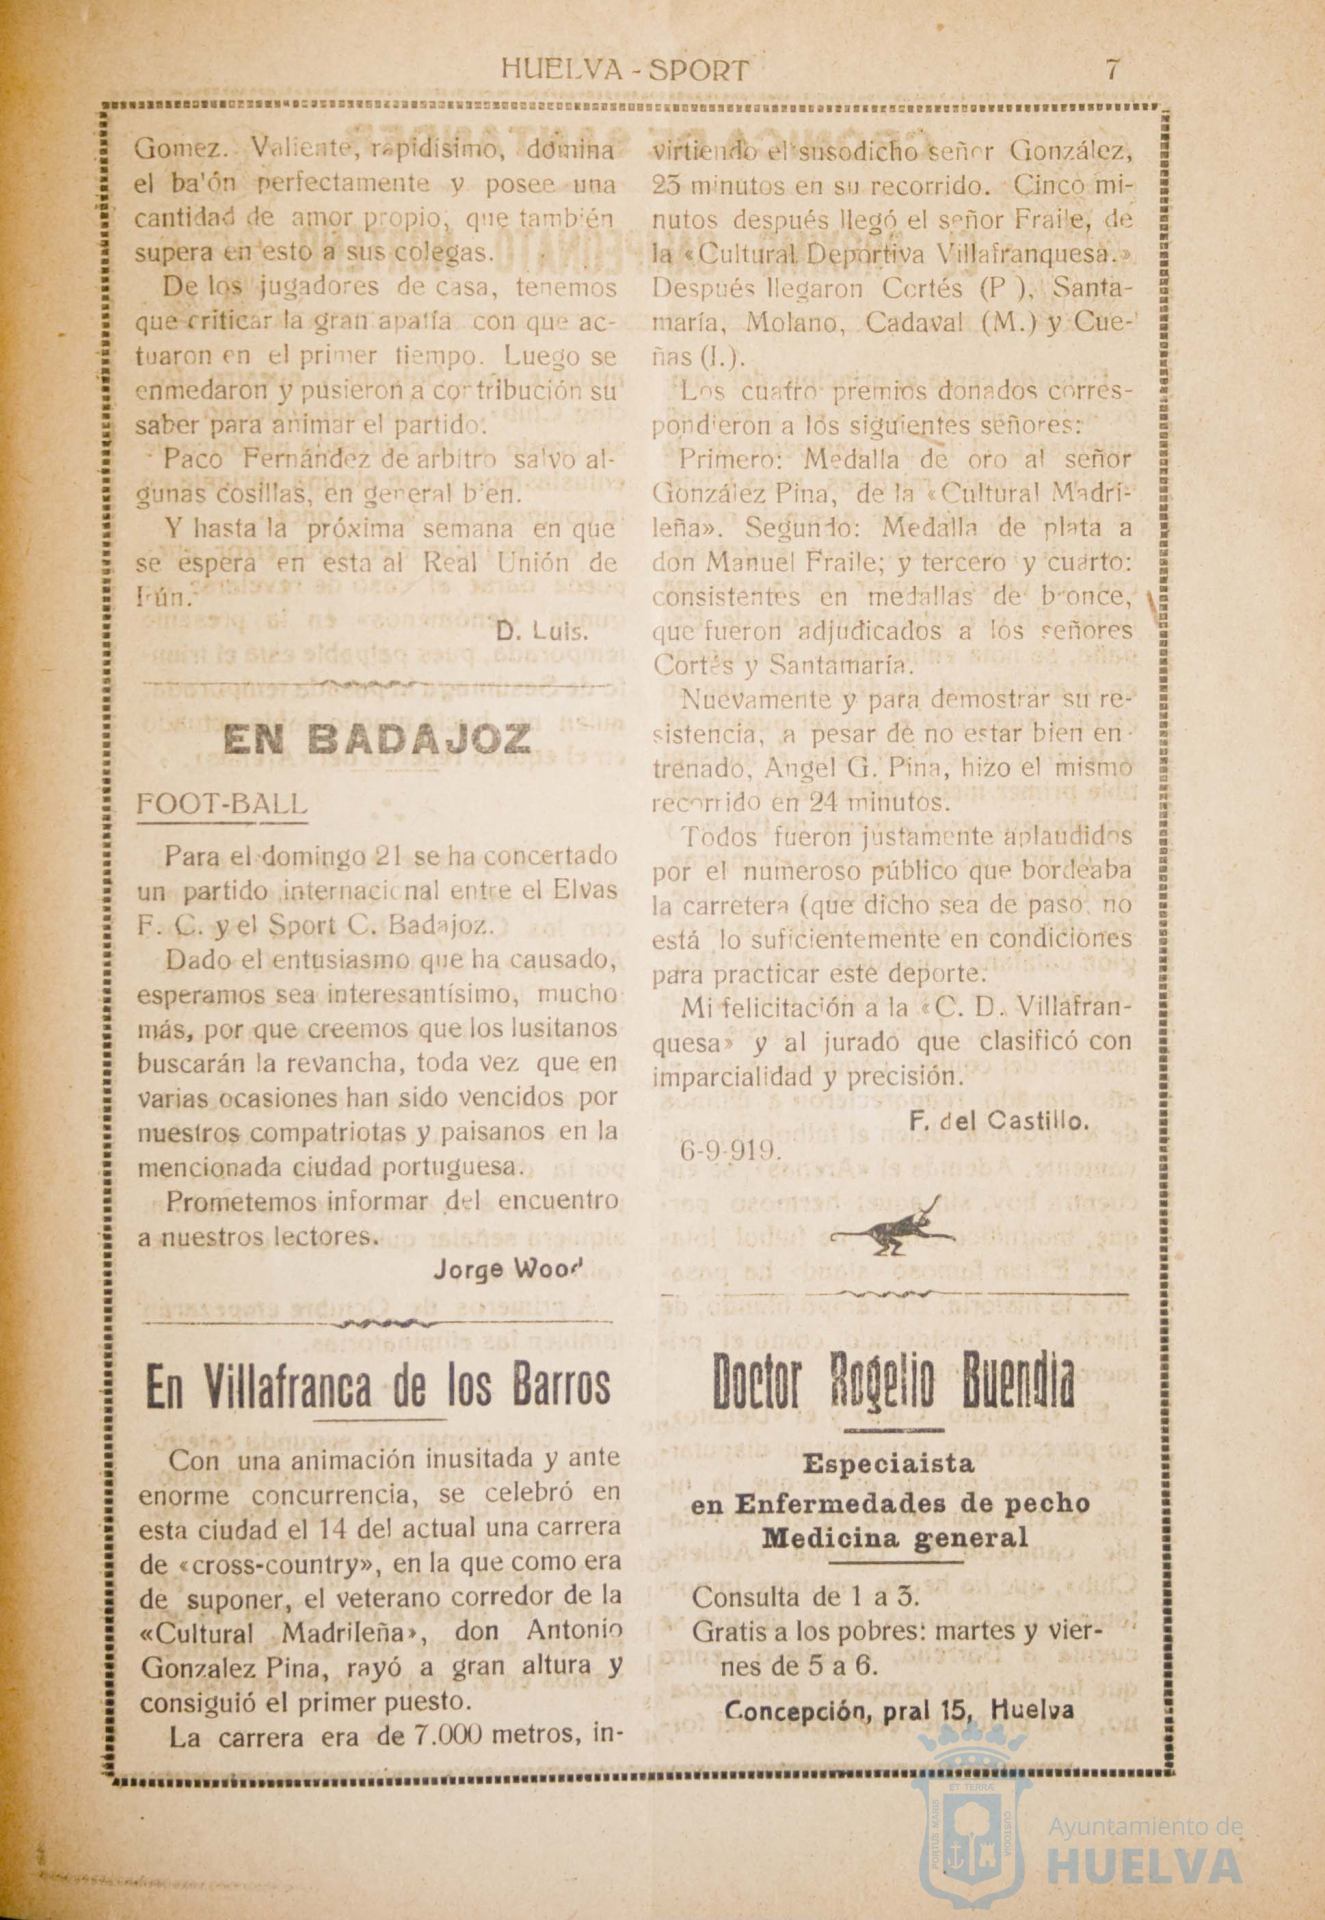 HUELVA - SPORT
7
Gomez. Valiente, rapidísimo, domina
el ba'ón perfectamente y posee una
cantidad de amor propio, que también
supera en esto a sus colegas.
De los jugadores de casa, tenemos
que criticar la gran apatía con que ac-
tuaron en el primer tiempo. Luego se
enmedaron y pusieron a contribución su
saber para animar el partido.
Paco Fernández de arbitro salvo al-
gunas cosillas, en general bien.
Y hasta la próxima semana en que
se espera en esta al Real Unión de
Irún.
D. Luis.
EN BADAJOZ
FOOT-BALL
Para el domingo 21 se ha concertado
un partido internacional entre el Elvas
F. C. y el Sport C. Badajoz.
Dado el entusiasmo que ha causado,
esperamos sea interesantísimo, mucho
más, por que creemos que los lusitanos
buscarán la revancha, toda vez que en
varias ocasiones han sido vencidos por
nuestros compatriotas y paisanos en la
mencionada ciudad portuguesa.
Prometemos informar del encuentro
a nuestros lectores.
Jorge Wood
En Villafranca de los Barros
Con una animación inusitada y ante
enorme concurrencia, se celebró en
esta ciudad el 14 del actual una carrera
de «cross-country», en la que como era
de suponer, el veterano corredor de la
«Cultural Madrileña», don Antonio
Gonzalez Pina, rayó a gran altura y
consiguió el primer puesto.
La carrera era de 7.000 metros, in-
virtiendo el susodicho señor González,
23 minutos en su recorrido. Cinco mi-
nutos después llegó el señor Fraile, de
la «Cultural Deportiva Villafranquesa.»
Después llegaron Cortés (P ), Santa-
maría, Molano, Cadaval (M.) y Cue-
ñas (I.).
Los cuatro premios donados corres-
pondieron a los siguientes señores:
Primero: Medalla de oro al señor
González Pina, de la «Cultural Madri-
leña». Segundo: Medalla de plata a
don Manuel Fraile; y tercero y cuarto:
consistentes en medallas de bronce,
que fueron adjudicados a los señores
Cortés y Santamaría.
Nuevamente y para demostrar su re-
sistencia, a pesar de no estar bien en-
trenado, Angel G. Pina, hizo el mismo
recorrido en 24 minutos.
Todos fueron justamente aplaudidos
por el numeroso público que bordeaba
la carretera (que dicho sea de paso, no
está lo suficientemente en condiciones
para practicar este deporte.
Mi felicitación a la «C. D. Villafran-
quesa» y al jurado que clasificó con
imparcialidad y precisión.
F. del Castillo.
6-9-919.
Doctor Rogelio Buendia
Especiaista
en Enfermedades de pecho
Medicina general
Consulta de 1 a 3.
Gratis a los pobres: martes y vier-
nes de 5 a 6.
Concepción, pral 15, Huelva
ET TERRÆ
PORTUS MARIS
CUSTODIA
Ayuntamiento de
HUELVA